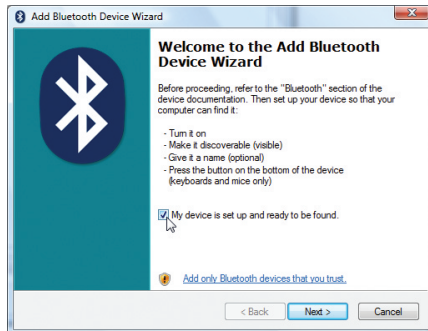 Add Bluetooth Device Wizard
Welcome to the Add Bluetooth
Device Wizard
Before proceeding, refer to the "Bluetooth" section of the
device documentation. Then set up your device so that your
computer can find it:
- Turn it on
- Make it discoverable (visible)
- Give it a name (optional)
- Press the button on the bottom of the device
(keyboards and mice only)
My device is set up and ready to be found.
Add only Bluetooth devices that you trust.
< Back Next > Cancel